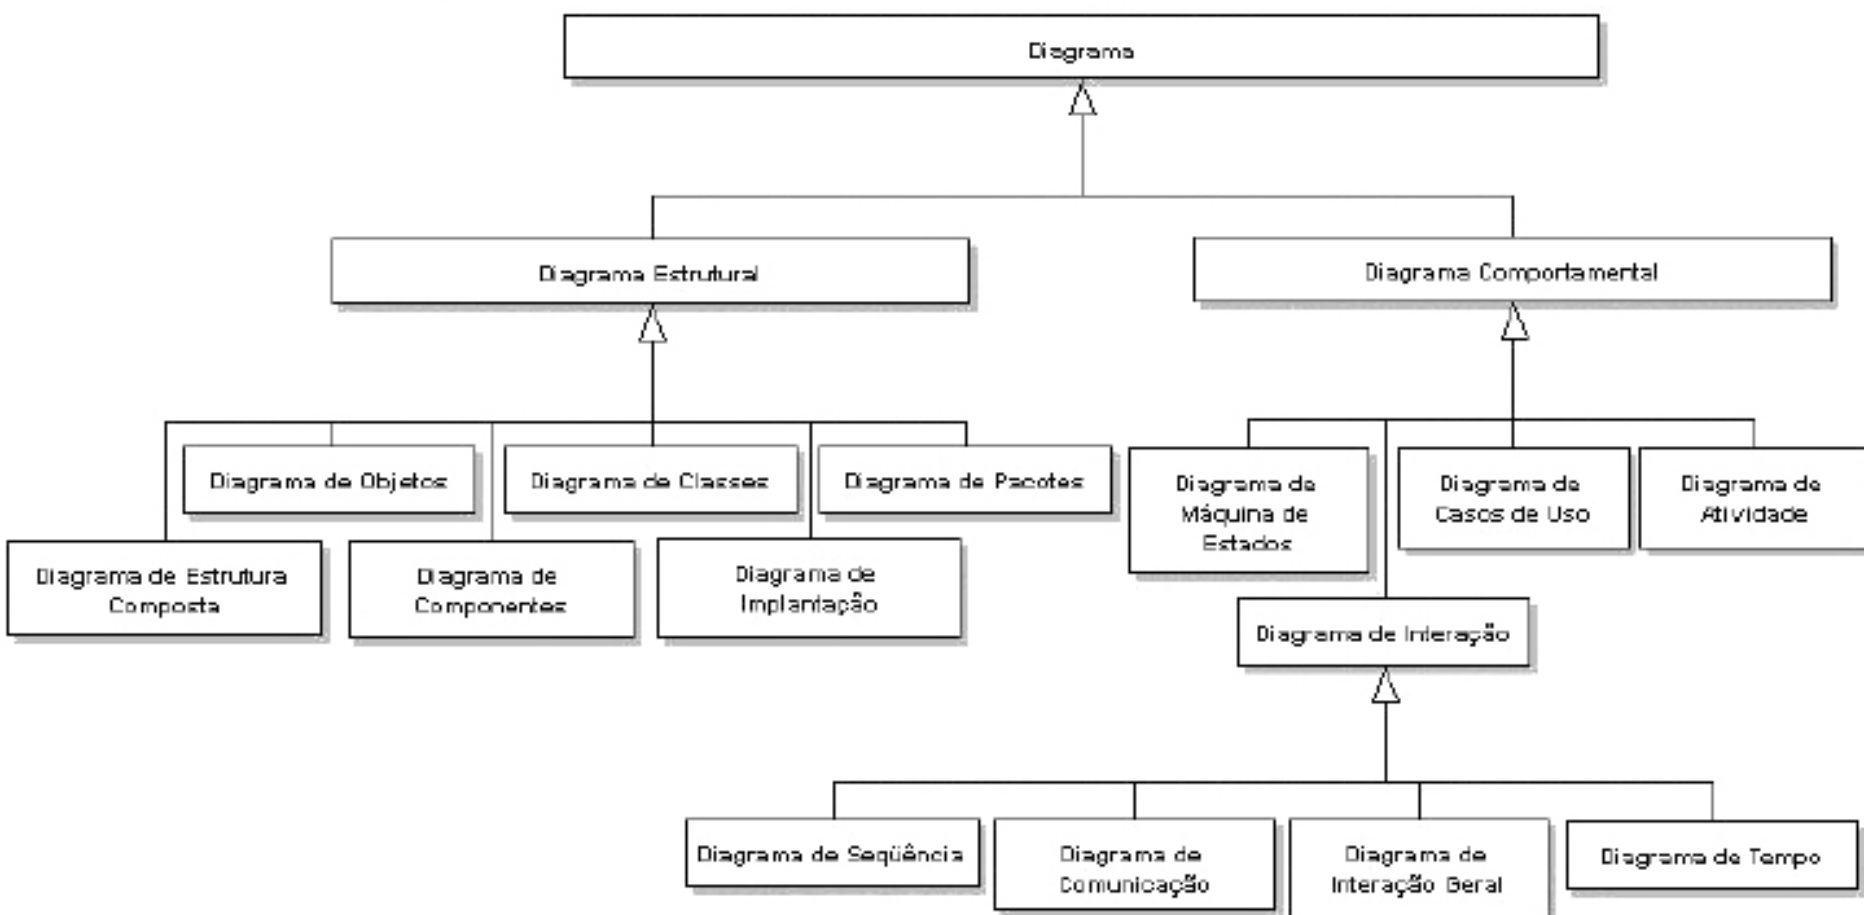 Diagrama
Diagrama Estrutural
Diagrama Comportamental
Diagrama de Objetos
Diagrama de Classes
Diagrama de Pacotes
Diagrama de
Máquina de
Estados
Diagrama de
Casos de Uso
Diagrama de
Atividade
Diagrama de Estrutura
Composta
Diagrama de
Componentes
Diagrama de
Implantação
Diagrama de Interação
Diagrama de Seqüência
Diagrama de
Comunicação
Diagrama de
Interação Geral
Diagrama de Tempo